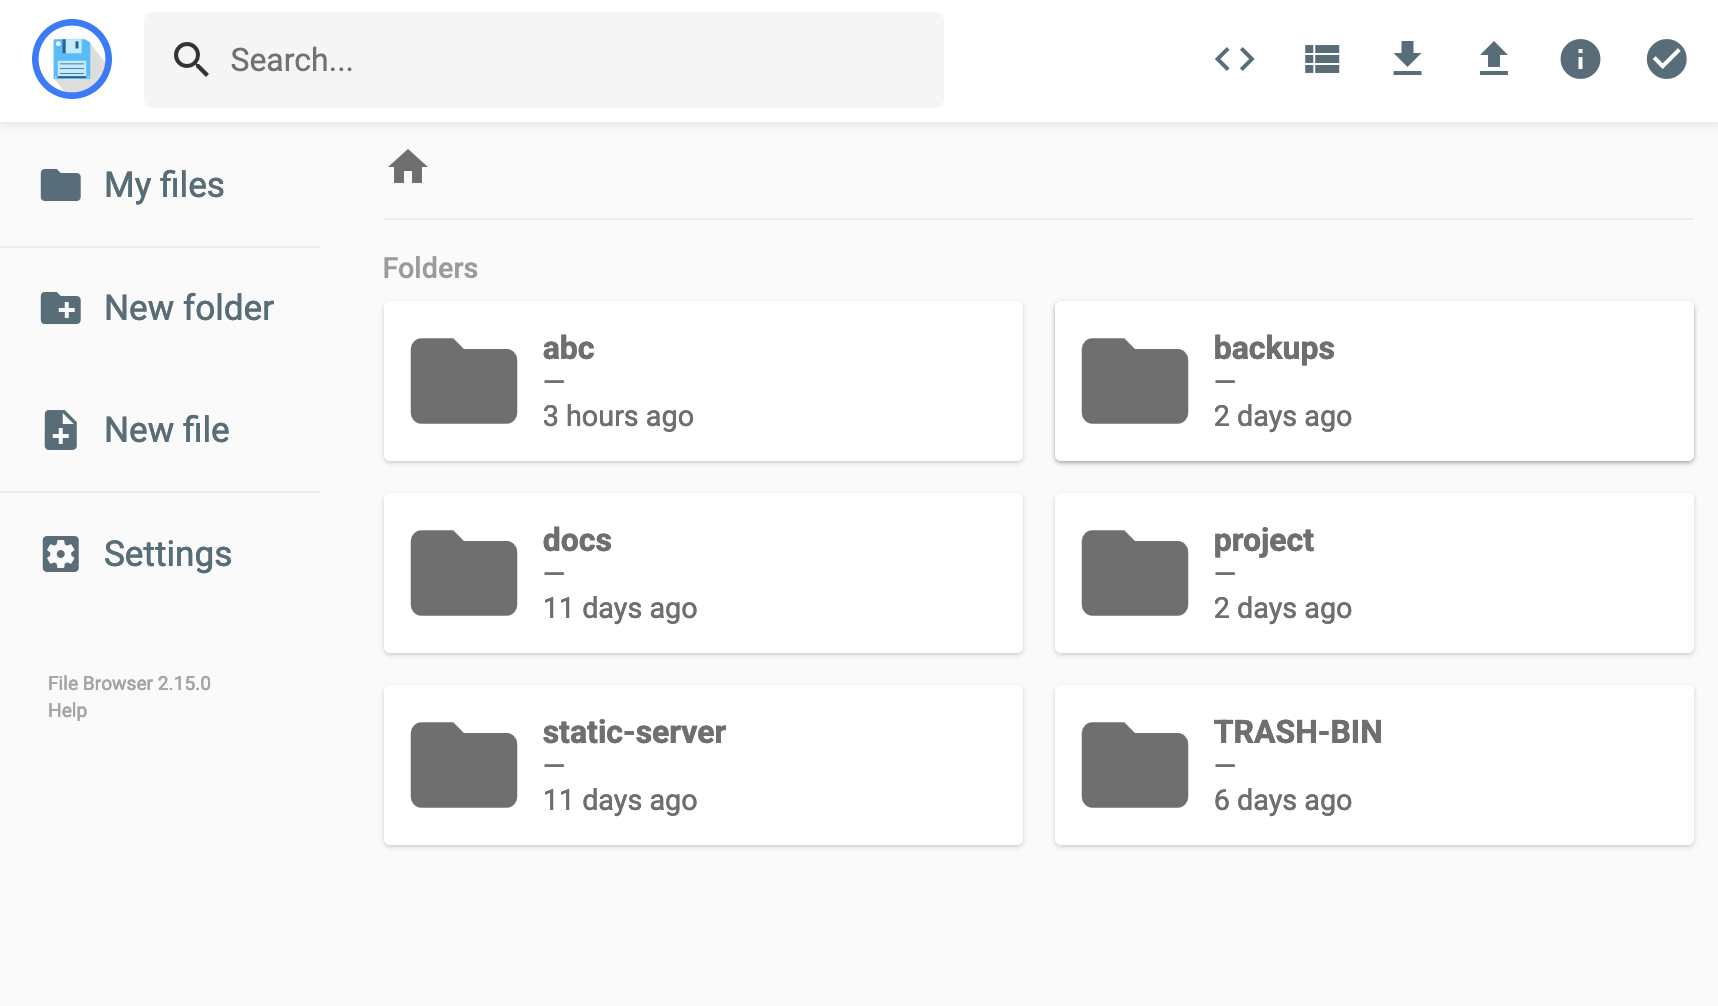 Search...
My files
New folder
New file
Settings
File Browser 2.15.0
Help
Folders
abc
—
3 hours ago
backups
—
2 days ago
docs
—
11 days ago
project
—
2 days ago
static-server
—
11 days ago
TRASH-BIN
—
6 days ago